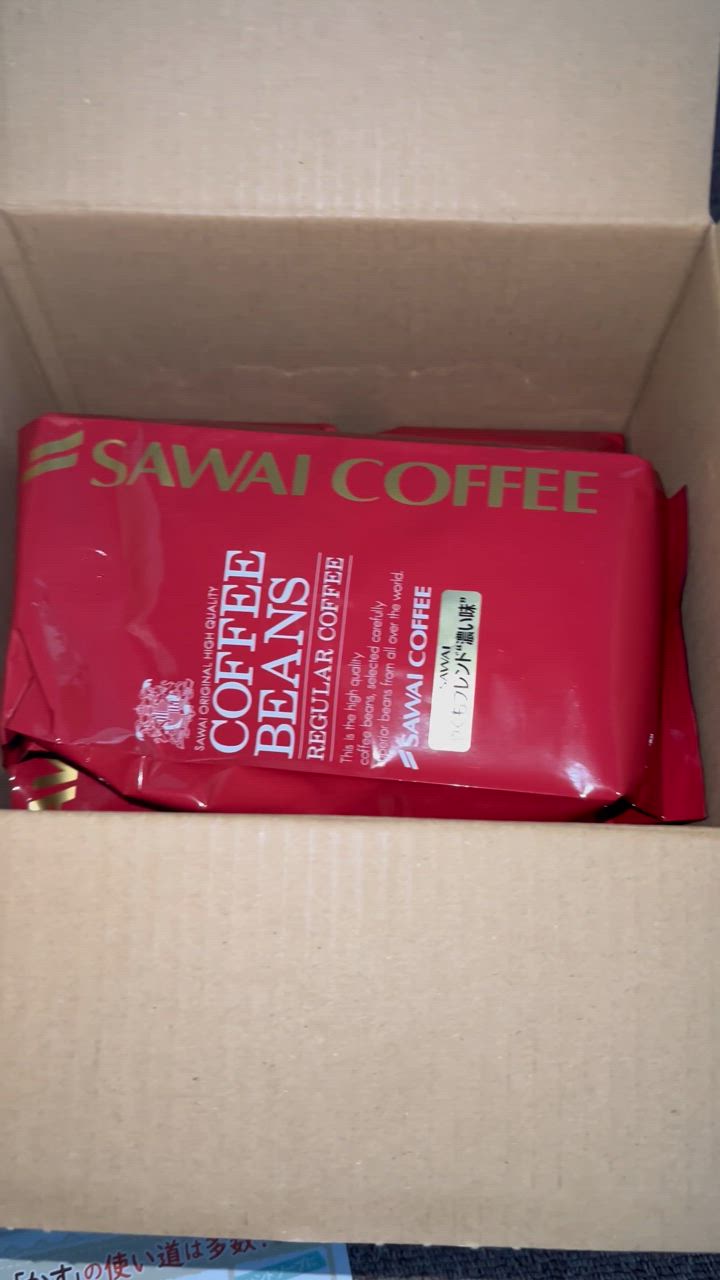 SAWAI COFFEE
SAWAI ORIGINAL HIGH QUALITY
COFFEE
BEANS
REGULAR COFFEE
This is the high quality
coffee beans, selected carefully
superior beans from all over the world.
SAWAI COFFEE
SAWAI
ブレンド"濃い味"
の使い道は多数!